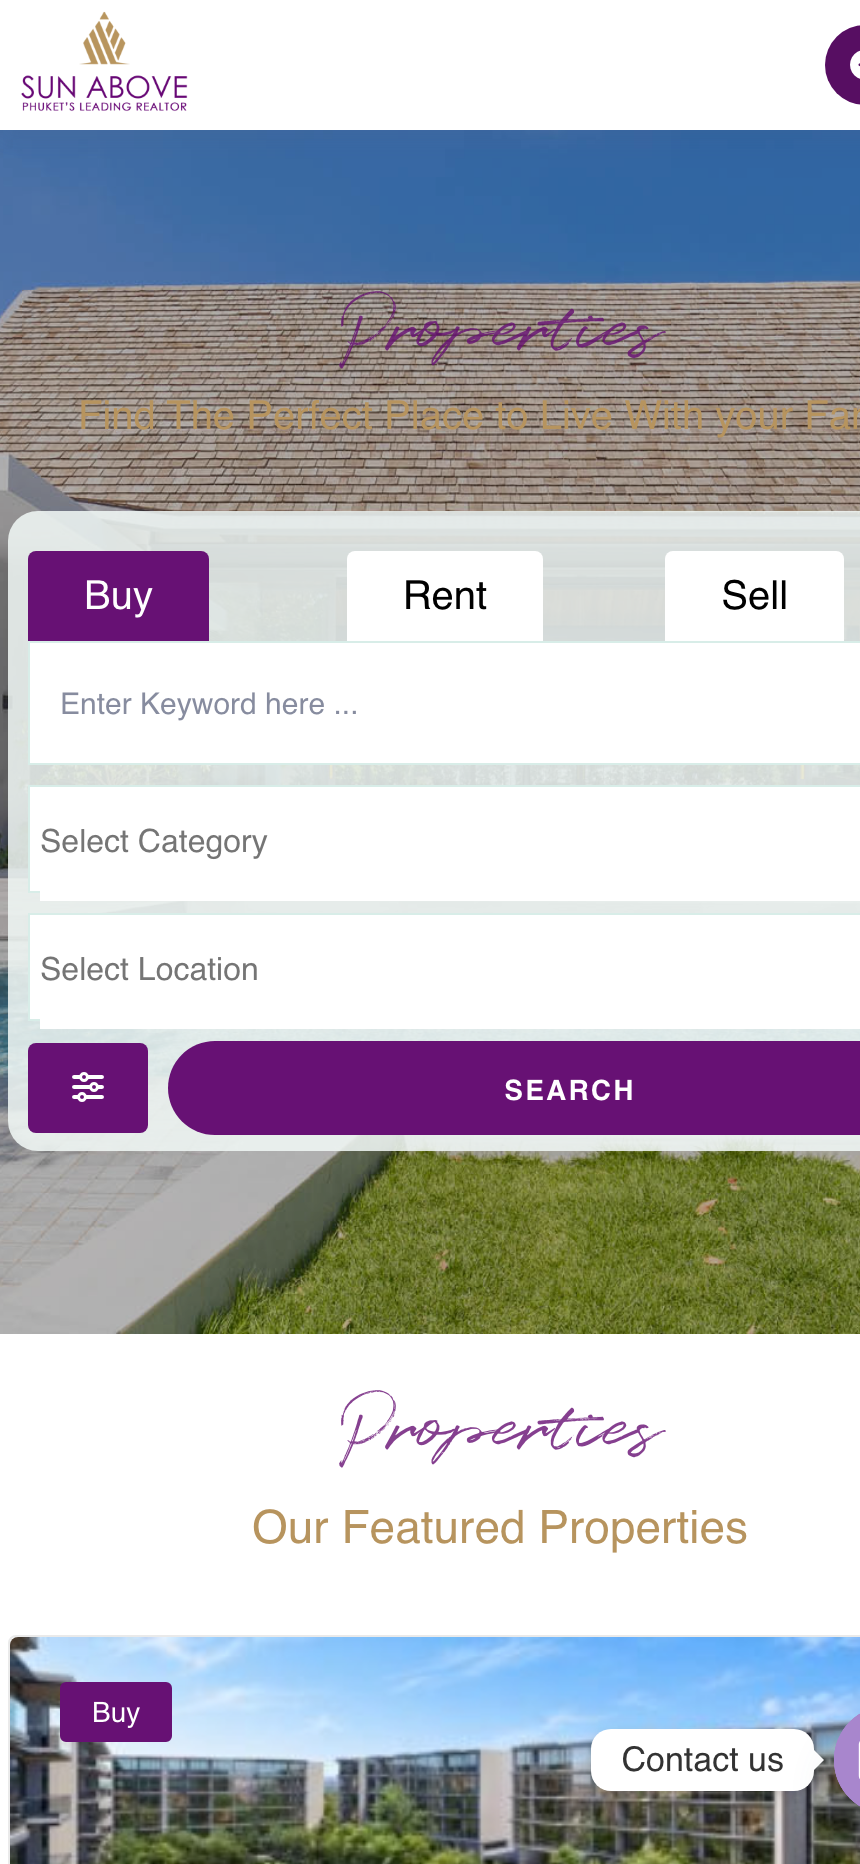 SUN ABOVE
PHUKET'S LEADING REALTOR
Properties
Find The Perfect Place to Live With your
Buy
Rent
Sell
Enter Keyword here ...
Select Category
Select Location
SEARCH
Properties
Our Featured Properties
Buy
Contact us